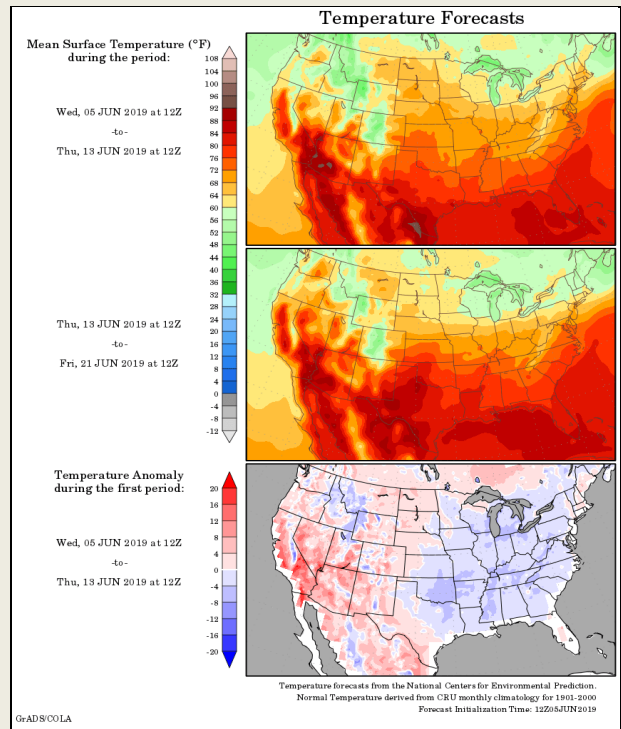 Temperature Forecasts
Mean Surface Temperature (°F)
during the period:
Wed, 05 JUN 2019 at 12Z
-to-
Thu, 13 JUN 2019 at 12Z
108
104
100
96
92
88
84
80
76
72
68
64
60
56
52
48
44
40
36
32
28
24
20
16
12
8
4
0
-4
-8
-12
Thu, 13 JUN 2019 at 12Z
-to-
Fri, 21 JUN 2019 at 12Z
Temperature Anomaly
during the first period:
Wed, 05 JUN 2019 at 12Z
-to-
Thu, 13 JUN 2019 at 12Z
20
16
12
8
4
0
-4
-8
-12
-16
-20
Temperature forecasts from the National Centers for Environmental Prediction.
Normal Temperature derived from CRU monthly climatology for 1901-2000
Forecast Initialization Time: 12Z05JUN2019
GrADS/COLA